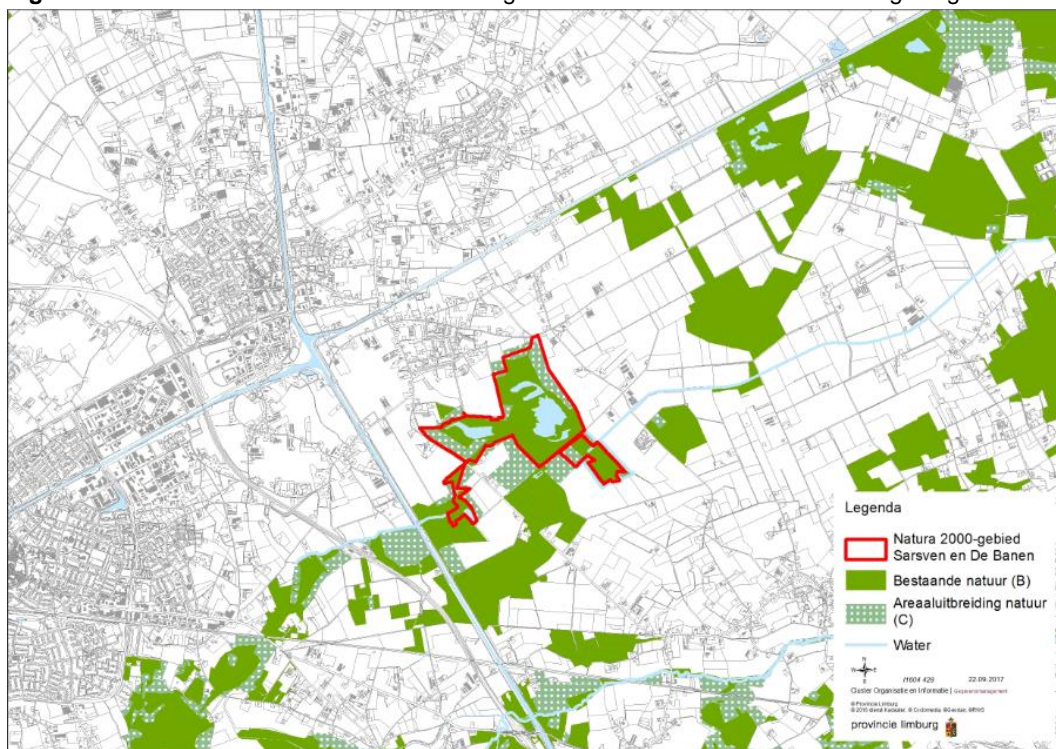 Legenda
Natura 2000-gebied
Sarsven en De Banen
Bestaande natuur (B)
Areaaluitbreiding natuur
(C)
Water
N
W
E
22.09.2017
Cluster Organisatie en Informatie |
provincie limburg